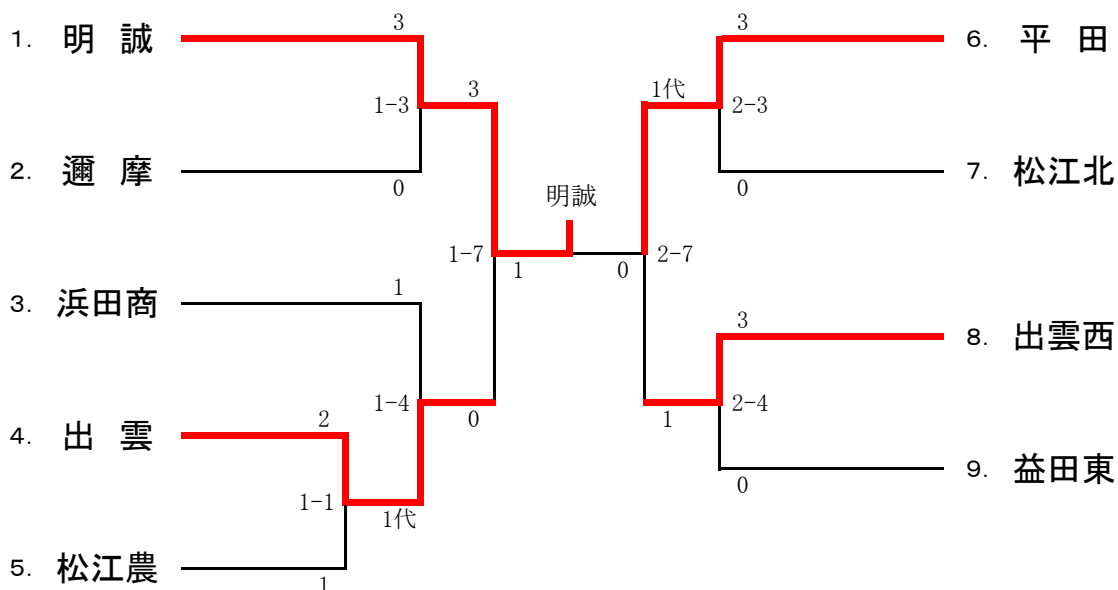 1. 明 誠
3
1-3
2. 邇 摩
0
3
1-7
1
3. 浜田商
1
1-4
0
4. 出 雲
2
1-1
1代
5. 松江農
1
明誠
6. 平 田
3
1代
2-3
7. 松江北
0
0
2-7
8. 出雲西
3
2-4
1
9. 益田東
0